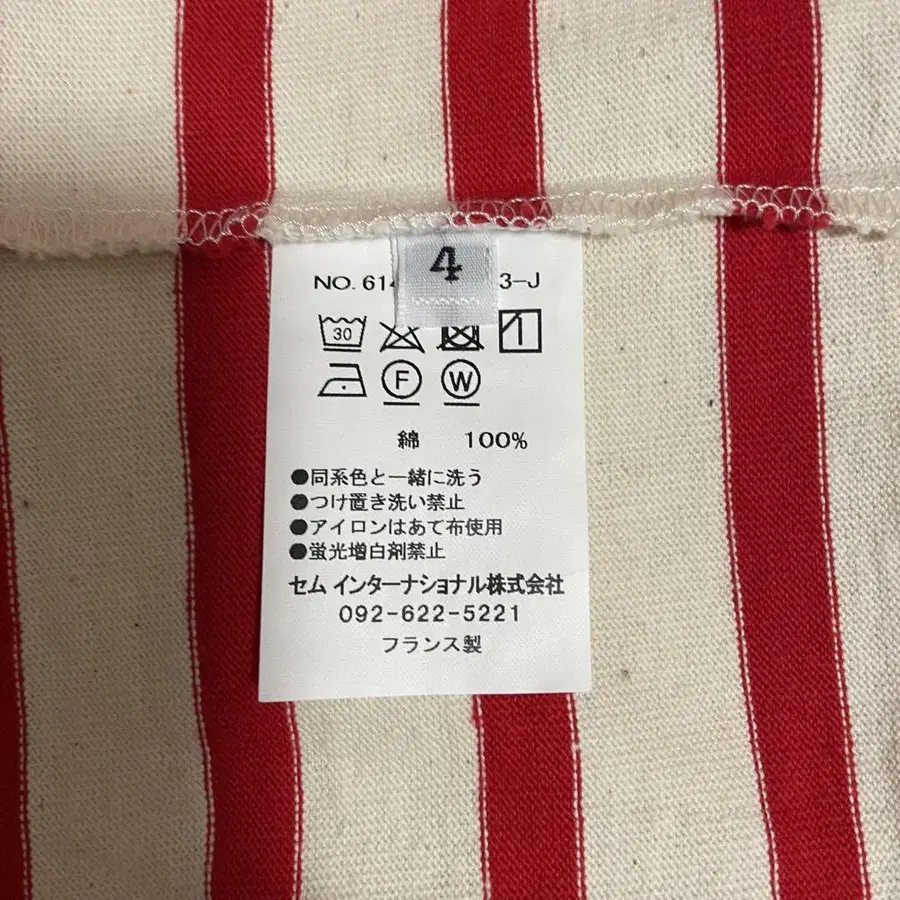 4
NO. 614 3-J
30
F W
綿 100%
●同系色と一緒に洗う
●つけ置き洗い禁止
●アイロンはあて布使用
●蛍光増白剤禁止
セム インターナショナル株式会社
092-622-5221
フランス製